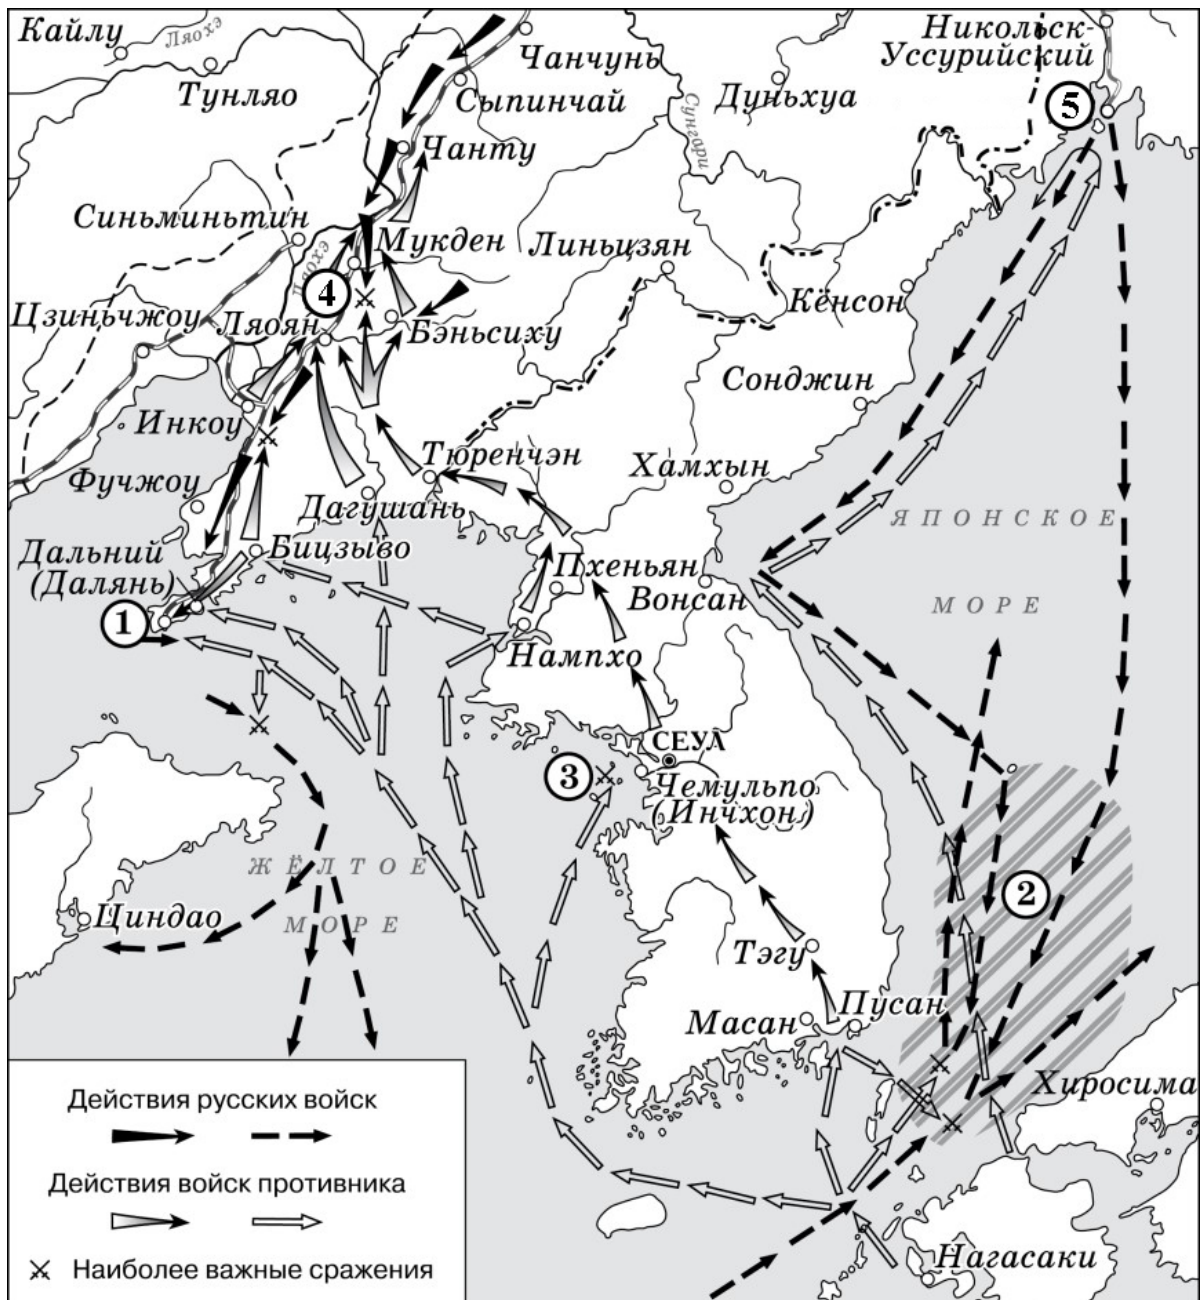 Кайлу
Ляохэ
Тунляо
Чанчунь
Сыпинчай
Никольск-
Уссурийский
Дуньхуа
Сунгари
5
Чанту
Синьминьтин
Мукден
Линьцзян
Ляохэ
4
Кёнсон
Цзиньчжоу
Ляоян
Бэньсиху
Сонджин
Инкоу
Тюренчэн
Хамхын
Фучжоу
Дагушань
ЯПОНСКОЕ
МОРЕ
Дальний
(Далянь)
Бицзыво
Пхеньян
Вонсан
1
Нампхо
СЕУЛ
3
Чемульпо
(Инчхон)
ЖЁЛТОЕ
МОРЕ
2
Циндао
Тэгу
Масан
Пусан
Хиросима
Нагасаки
Действия русских войск
Действия войск противника
Наиболее важные сражения